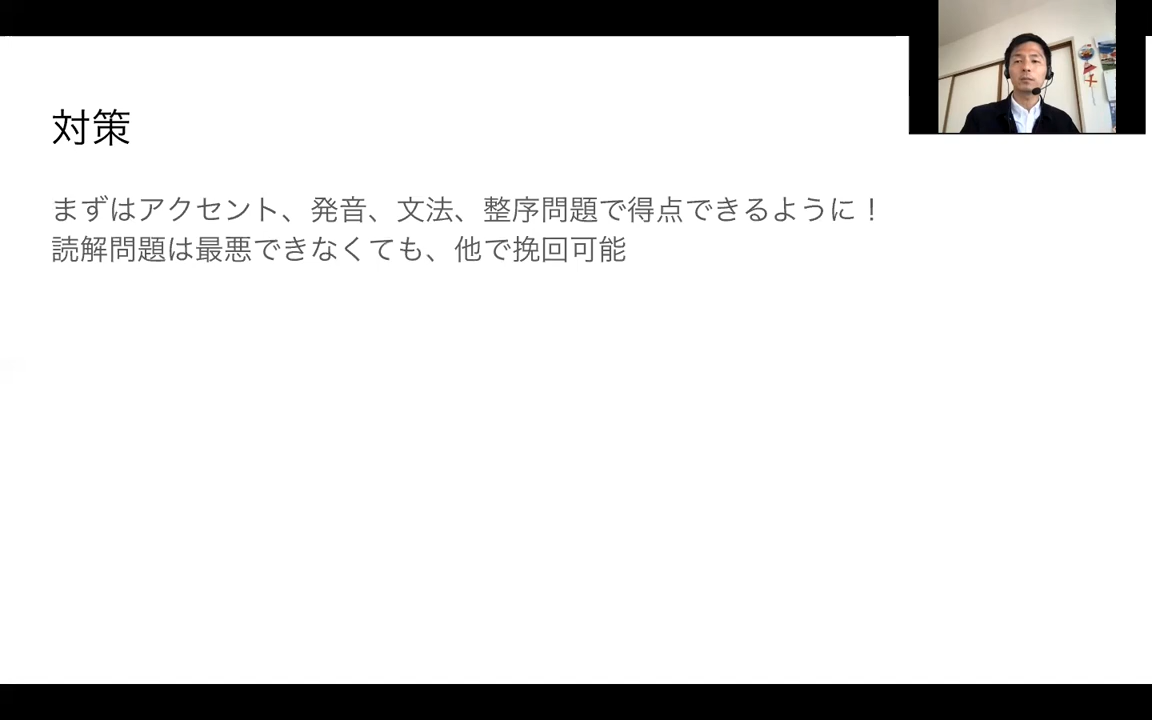 対策
まずはアクセント、発音、文法、整序問題で得点できるように！
読解問題は最悪できなくても、他で挽回可能